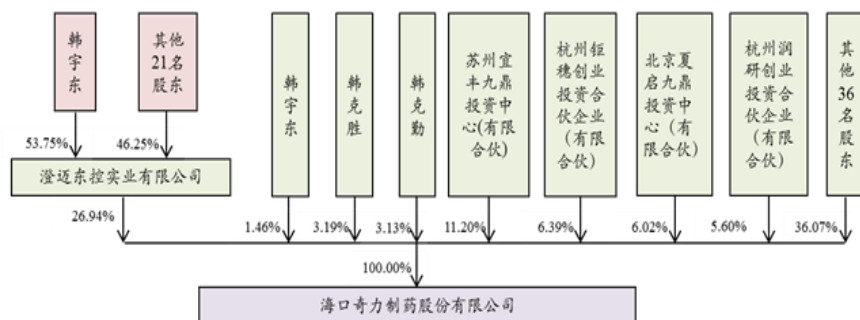 韩
宇
东
其他
21名
股东
韩
宇
东
韩
克
胜
韩
克
勤
苏州宜
丰九鼎
投资中
心(有限
合伙)
杭州钜
穗创业
投资合
伙企业
（有限
合伙）
北京夏
启九鼎
投资中
心（有
限合伙）
杭州润
研创业
投资合
伙企业
（有限
合伙）
其
他
36
名
股
东
53.75%
46.25%
澄迈东控实业有限公司
26.94%
1.46%
3.19%
3.13%
11.20%
6.39%
6.02%
5.60%
36.07%
100.00%
海口奇力制药股份有限公司